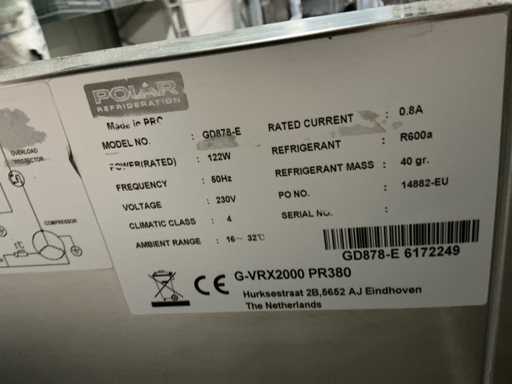 POLAR
REFRIGERATION
Made in PRC
MODEL NO. : GD878-E
POWER(RATED) : 122W
FREQUENCY : 50Hz
VOLTAGE : 230V
CLIMATIC CLASS : 4
AMBIENT RANGE : 16~ 32℃
RATED CURRENT : 0.8A
REFRIGERANT : R600a
REFRIGERANT MASS : 40 gr.
PO NO. : 14882-EU
SERIAL NO. :
GD878-E 6172249
CE
G-VRX2000 PR380
Hurksestraat 2B,5652 AJ Eindhoven
The Netherlands
OVERLOAD
PROTECTOR
COMPRESSOR